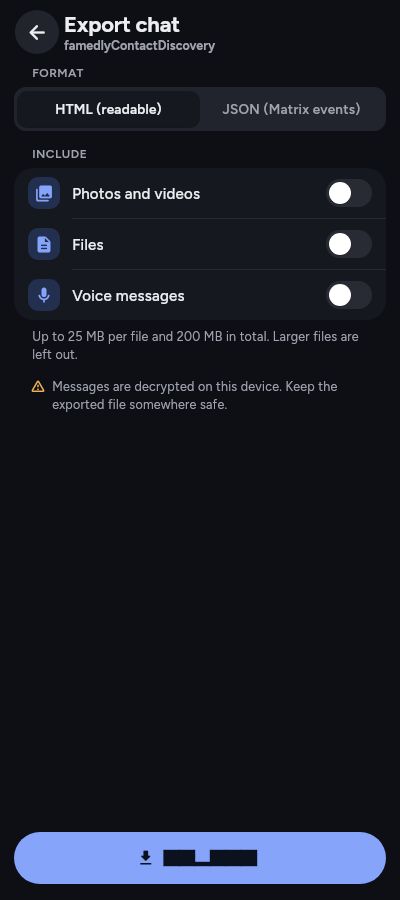 Export chat
famedlyContactDiscovery
FORMAT
HTML (readable)
JSON (Matrix events)
INCLUDE
Photos and videos
Files
Voice messages
Up to 25 MB per file and 200 MB in total. Larger files are
left out.
Messages are decrypted on this device. Keep the
exported file somewhere safe.